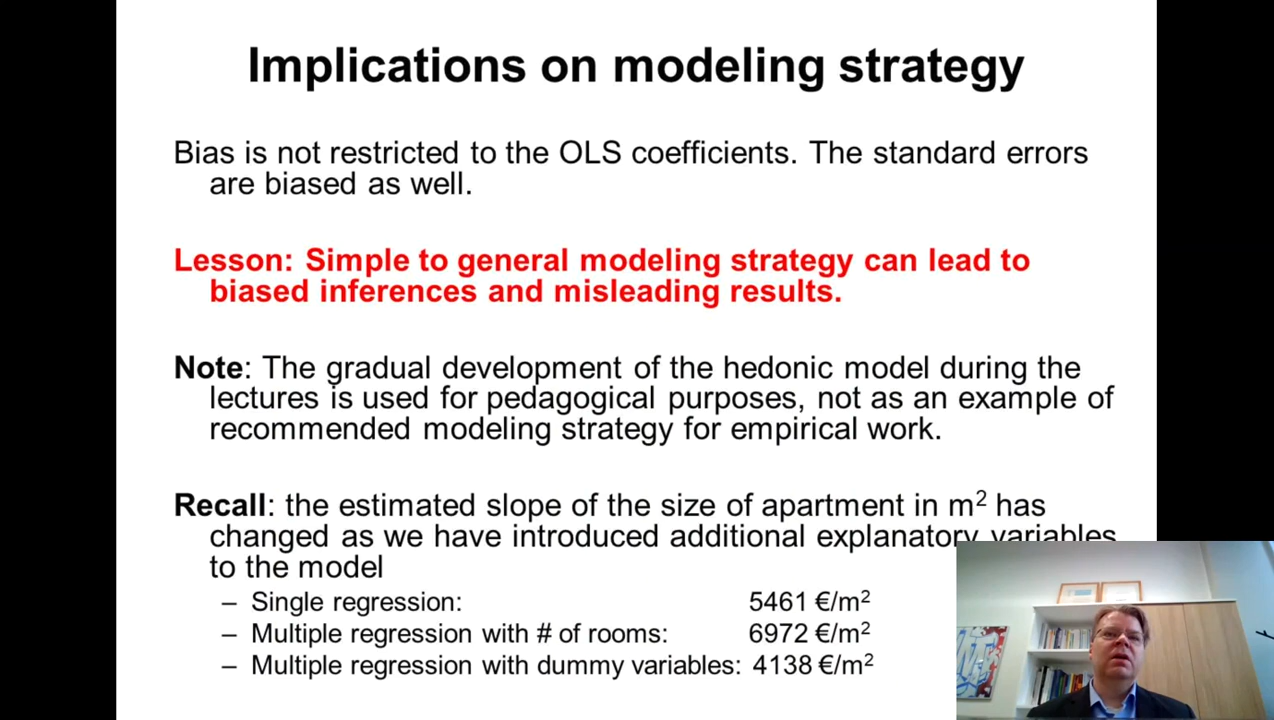 Implications on modeling strategy
Bias is not restricted to the OLS coefficients. The standard errors
are biased as well.
Lesson: Simple to general modeling strategy can lead to
biased inferences and misleading results.
Note: The gradual development of the hedonic model during the
lectures is used for pedagogical purposes, not as an example of
recommended modeling strategy for empirical work.
Recall: the estimated slope of the size of apartment in m² has
changed as we have introduced additional explanatory variables
to the model
– Single regression: 5461 €/m²
– Multiple regression with # of rooms: 6972 €/m²
– Multiple regression with dummy variables: 4138 €/m²